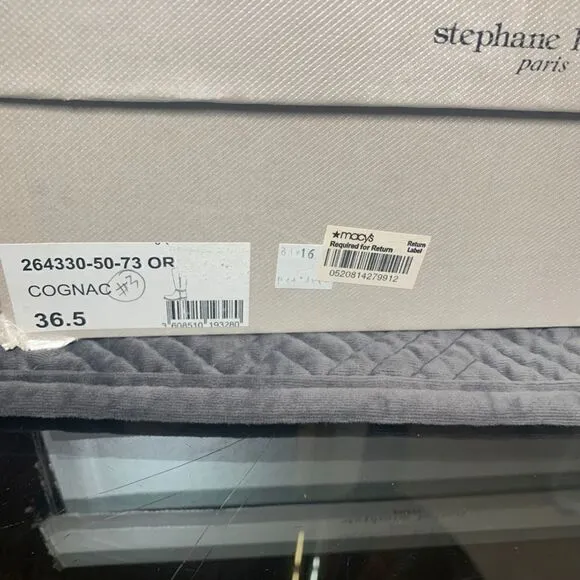 stephane
paris
264330-50-73 OR
COGNAC #3
36.5
3 608510 193280
16
★macy's
Required for Return
Return Label
0520814279912